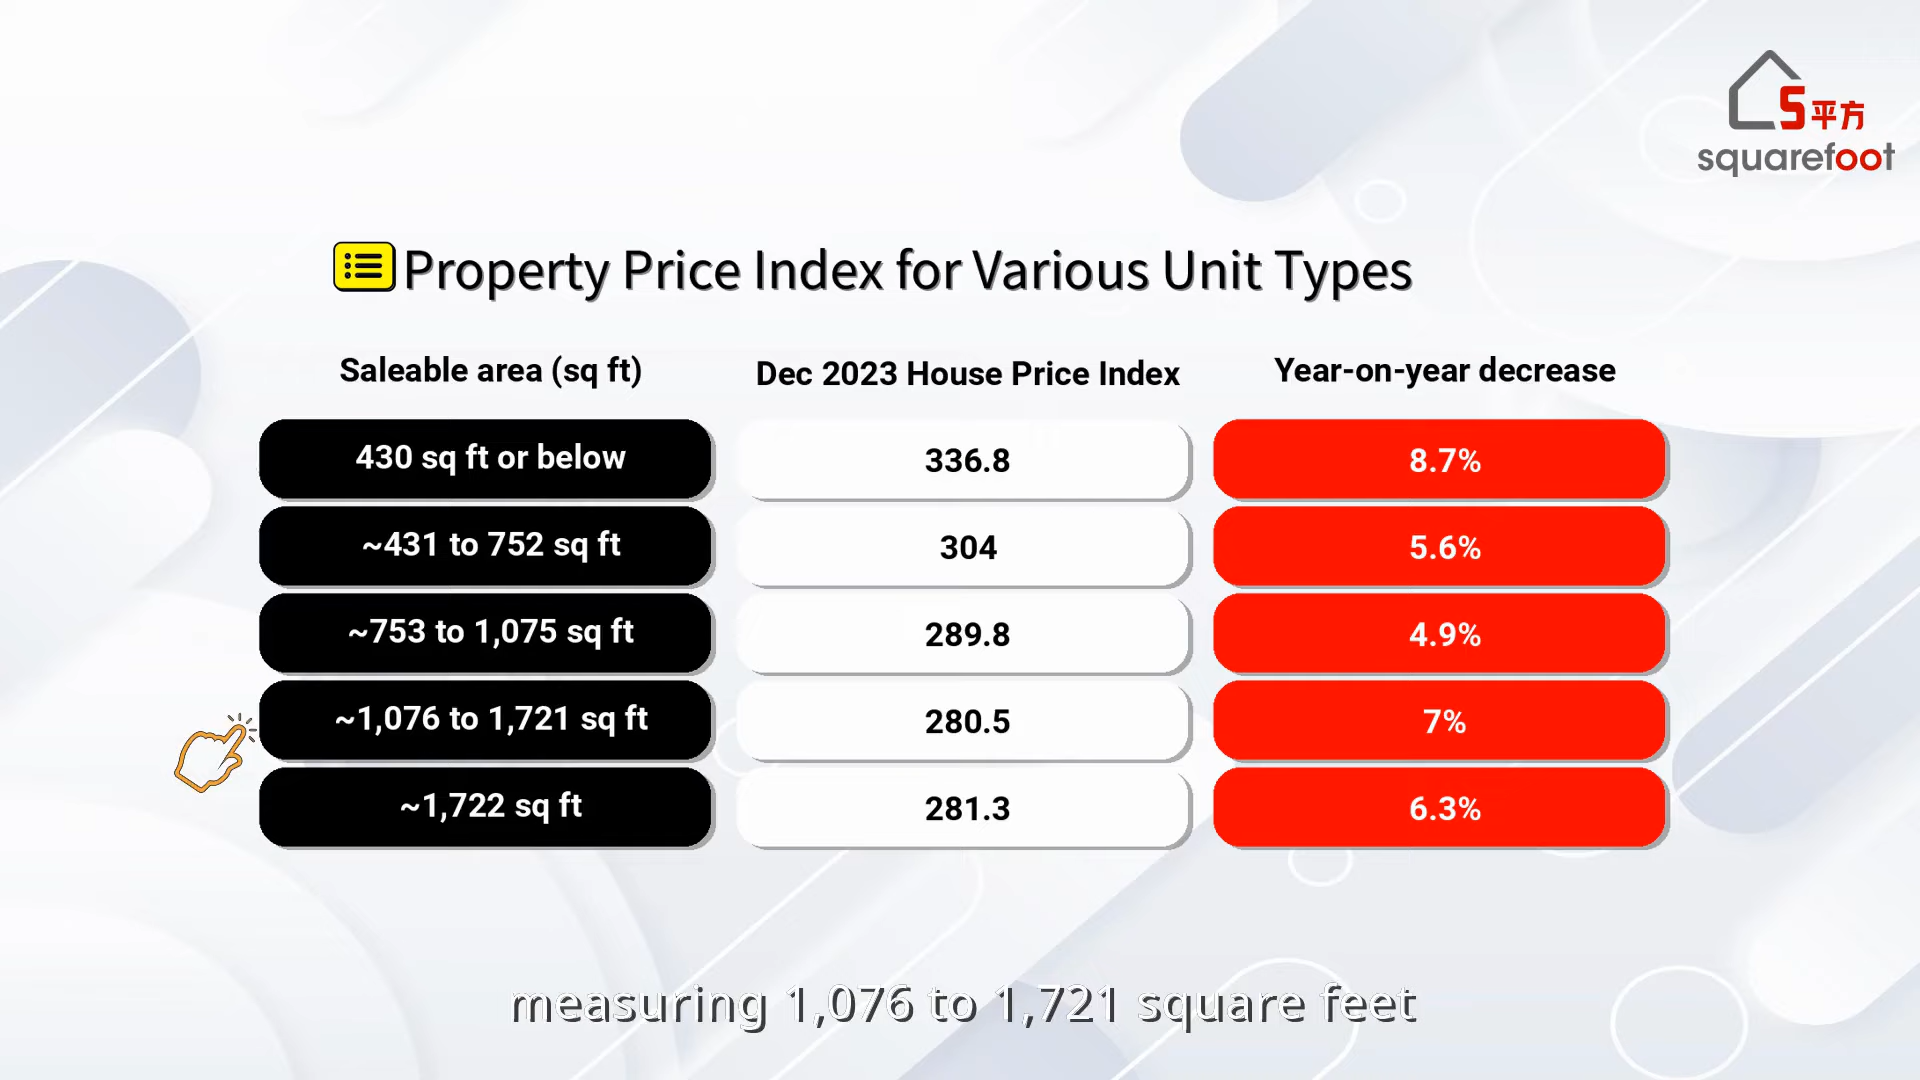 S平方
squarefoot
Property Price Index for Various Unit Types
Saleable area (sq ft) Dec 2023 House Price Index Year-on-year decrease
430 sq ft or below 336.8 8.7%
~431 to 752 sq ft 304 5.6%
~753 to 1,075 sq ft 289.8 4.9%
~1,076 to 1,721 sq ft 280.5 7%
~1,722 sq ft 281.3 6.3%
measuring 1,076 to 1,721 square feet